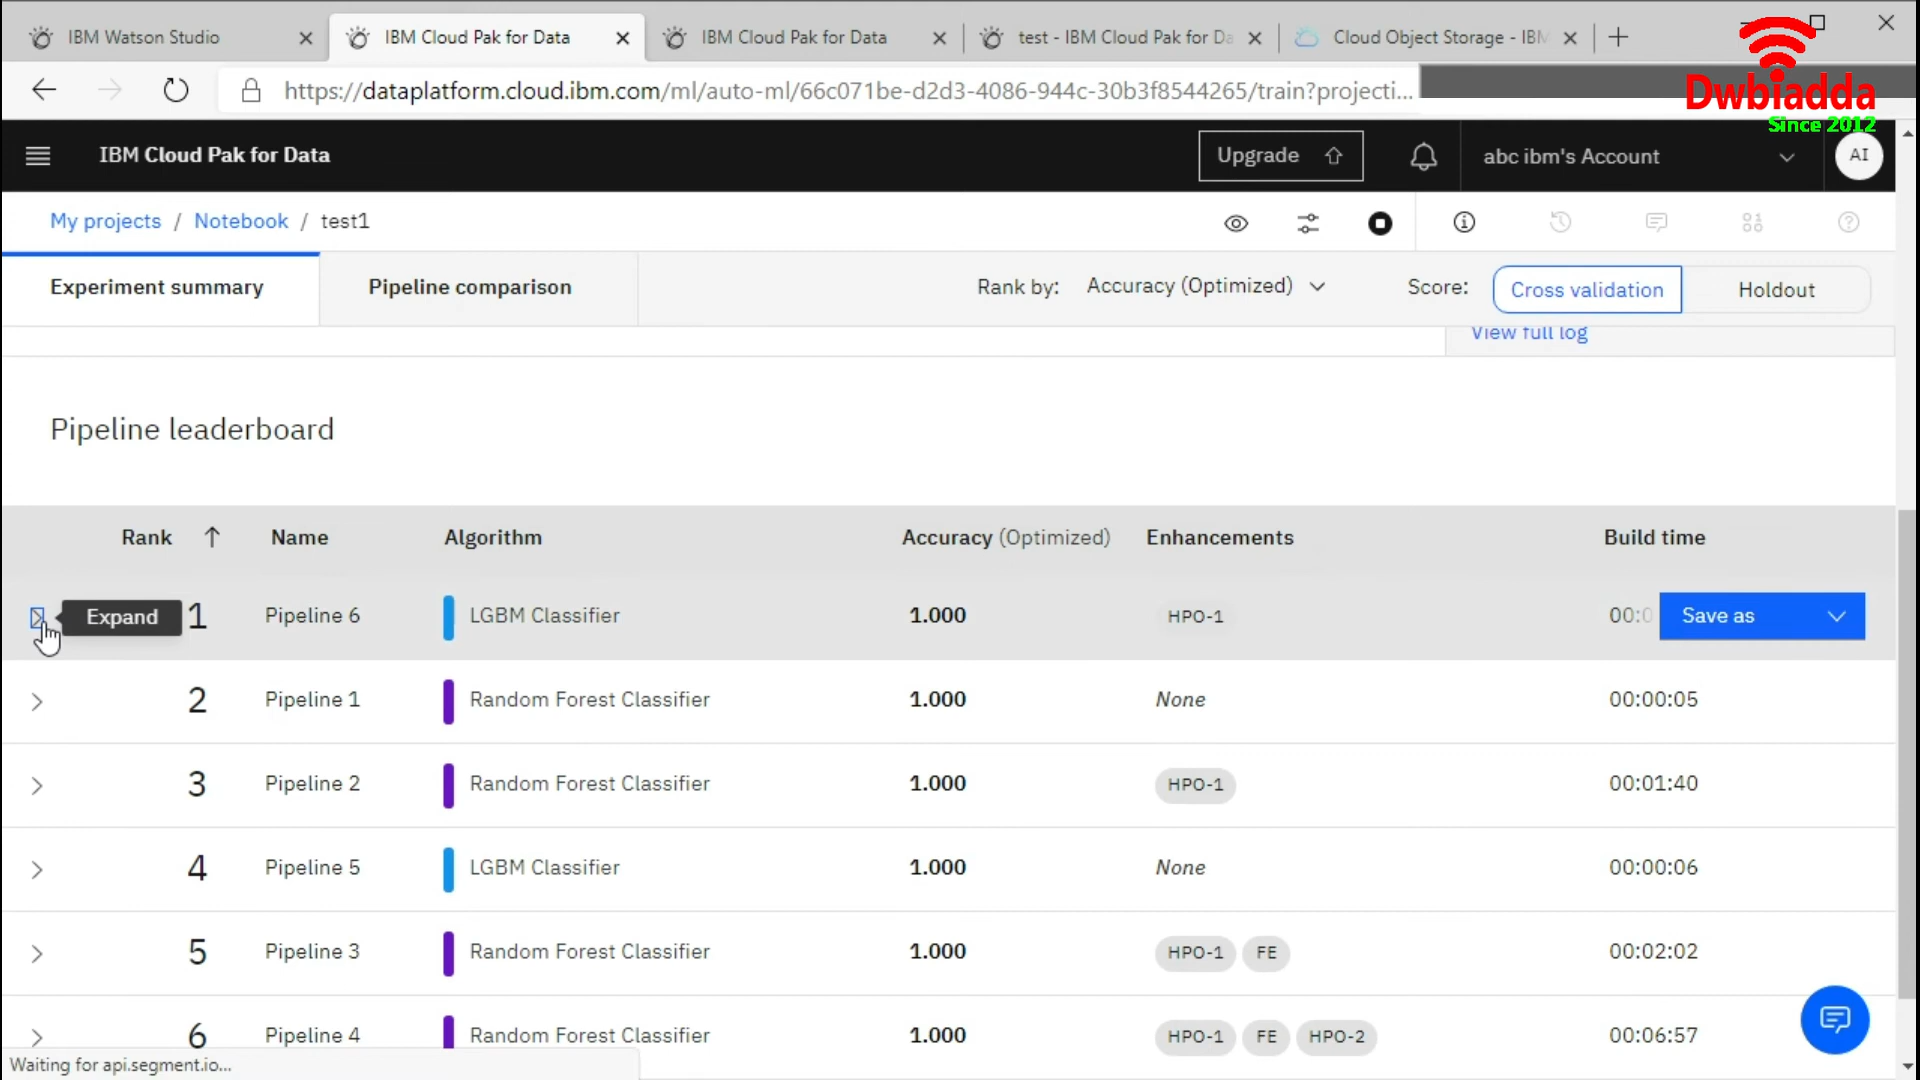 IBM Watson Studio
IBM Cloud Pak for Data
IBM Cloud Pak for Data
test - IBM Cloud Pak for Da
Cloud Object Storage - IBM
https://dataplatform.cloud.ibm.com/ml/auto-ml/66c071be-d2d3-4086-944c-30b3f8544265/train?projecti...
Dwbiadda
Since 2012
IBM Cloud Pak for Data
Upgrade
abc ibm's Account
AI
My projects / Notebook / test1
Experiment summary
Pipeline comparison
Rank by: Accuracy (Optimized)
Score: Cross validation Holdout
View full log
Pipeline leaderboard
Rank Name Algorithm Accuracy (Optimized) Enhancements Build time
Expand 1 Pipeline 6 LGBM Classifier 1.000 HPO-1 00:0 Save as
2 Pipeline 1 Random Forest Classifier 1.000 None 00:00:05
3 Pipeline 2 Random Forest Classifier 1.000 HPO-1 00:01:40
4 Pipeline 5 LGBM Classifier 1.000 None 00:00:06
5 Pipeline 3 Random Forest Classifier 1.000 HPO-1 FE 00:02:02
6 Pipeline 4 Random Forest Classifier 1.000 HPO-1 FE HPO-2 00:06:57
Waiting for api.segment.io...